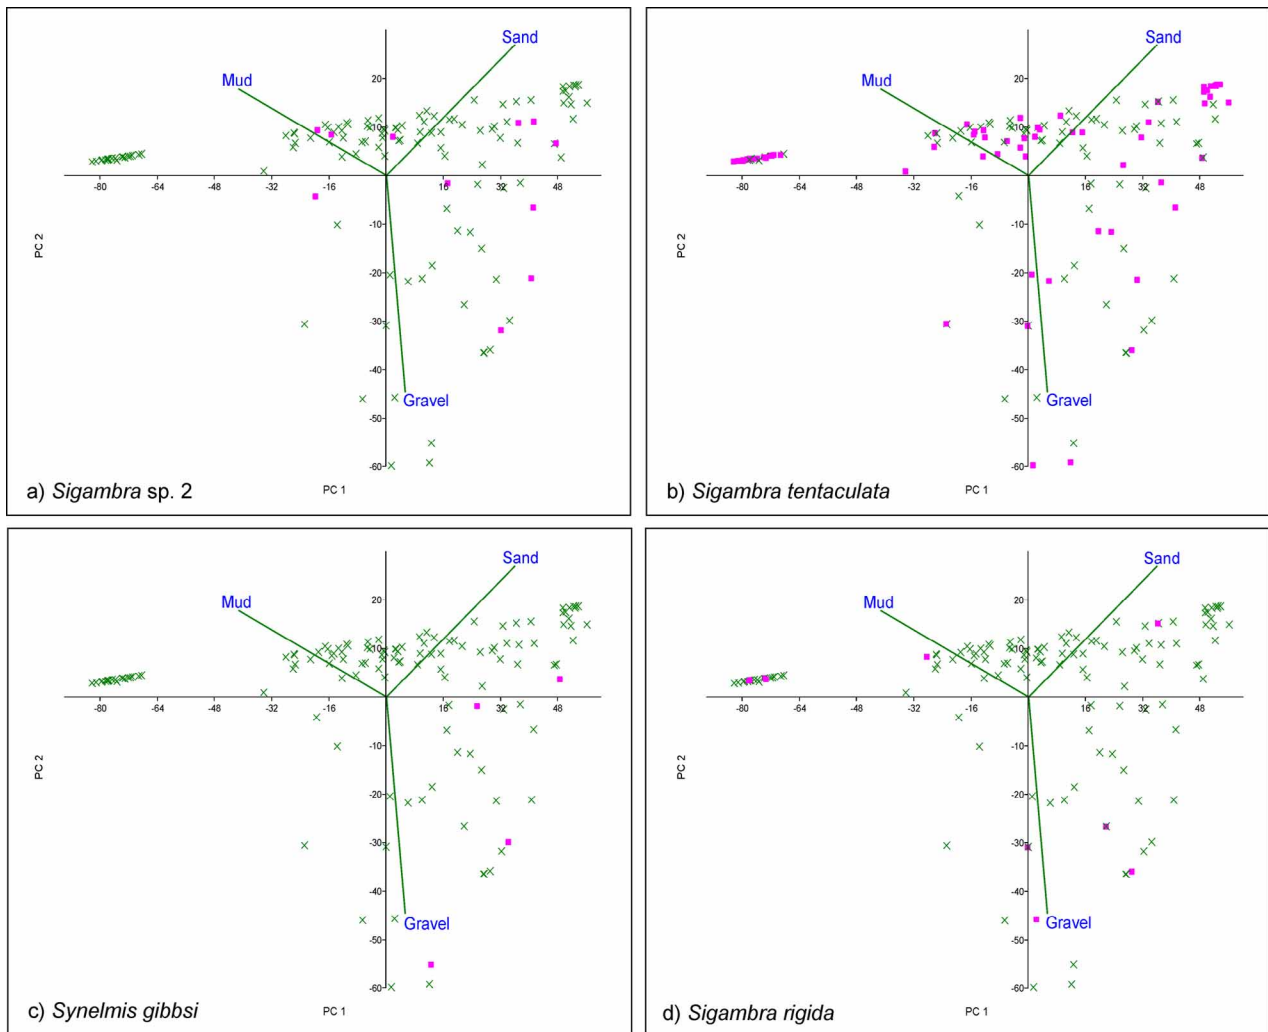 Sand
Mud
20
10
-80 -64 -48 -32 -16 16 32 48
-10
-20
-30
-40
-50
-60
Gravel
PC 2
PC 1
a) Sigambra sp. 2
Sand
Mud
20
10
-80 -64 -48 -32 -16 16 32 48
-10
-20
-30
-40
-50
-60
Gravel
PC 2
PC 1
b) Sigambra tentaculata
Sand
Mud
20
10
-80 -64 -48 -32 -16 16 32 48
-10
-20
-30
-40
-50
-60
Gravel
PC 2
PC 1
c) Synelmis gibbsi
Sand
Mud
20
10
-80 -64 -48 -32 -16 16 32 48
-10
-20
-30
-40
-50
-60
Gravel
PC 2
PC 1
d) Sigambra rigida